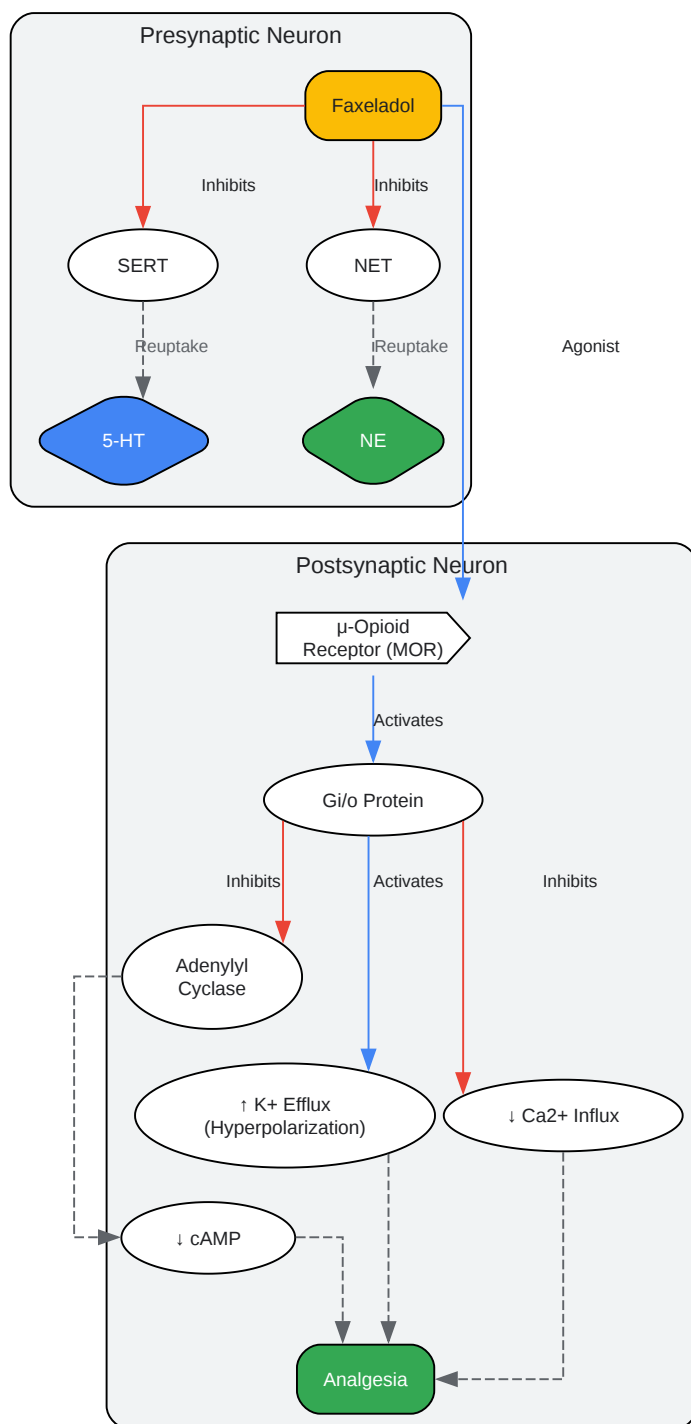 Presynaptic Neuron
Faxeladol
Inhibits
Inhibits
SERT
NET
Reuptake
Reuptake
Agonist
5-HT
NE
Postsynaptic Neuron
μ-Opioid
Receptor (MOR)
Activates
Gi/o Protein
Inhibits
Activates
Inhibits
Adenylyl
Cyclase
↑ K+ Efflux
(Hyperpolarization)
↓ Ca2+ Influx
↓ cAMP
Analgesia